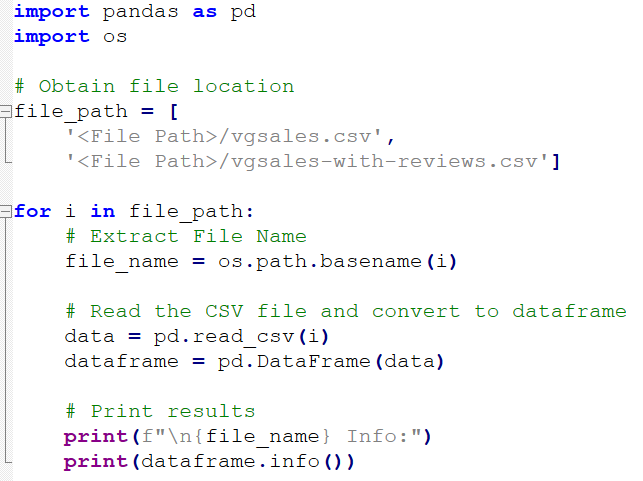 import pandas as pd
import os

# Obtain file location
file_path = [
    '<File Path>/vgsales.csv',
    '<File Path>/vgsales-with-reviews.csv']

for i in file_path:
    # Extract File Name
    file_name = os.path.basename(i)

    # Read the CSV file and convert to dataframe
    data = pd.read_csv(i)
    dataframe = pd.DataFrame(data)

    # Print results
    print(f"\n{file_name} Info:")
    print(dataframe.info())